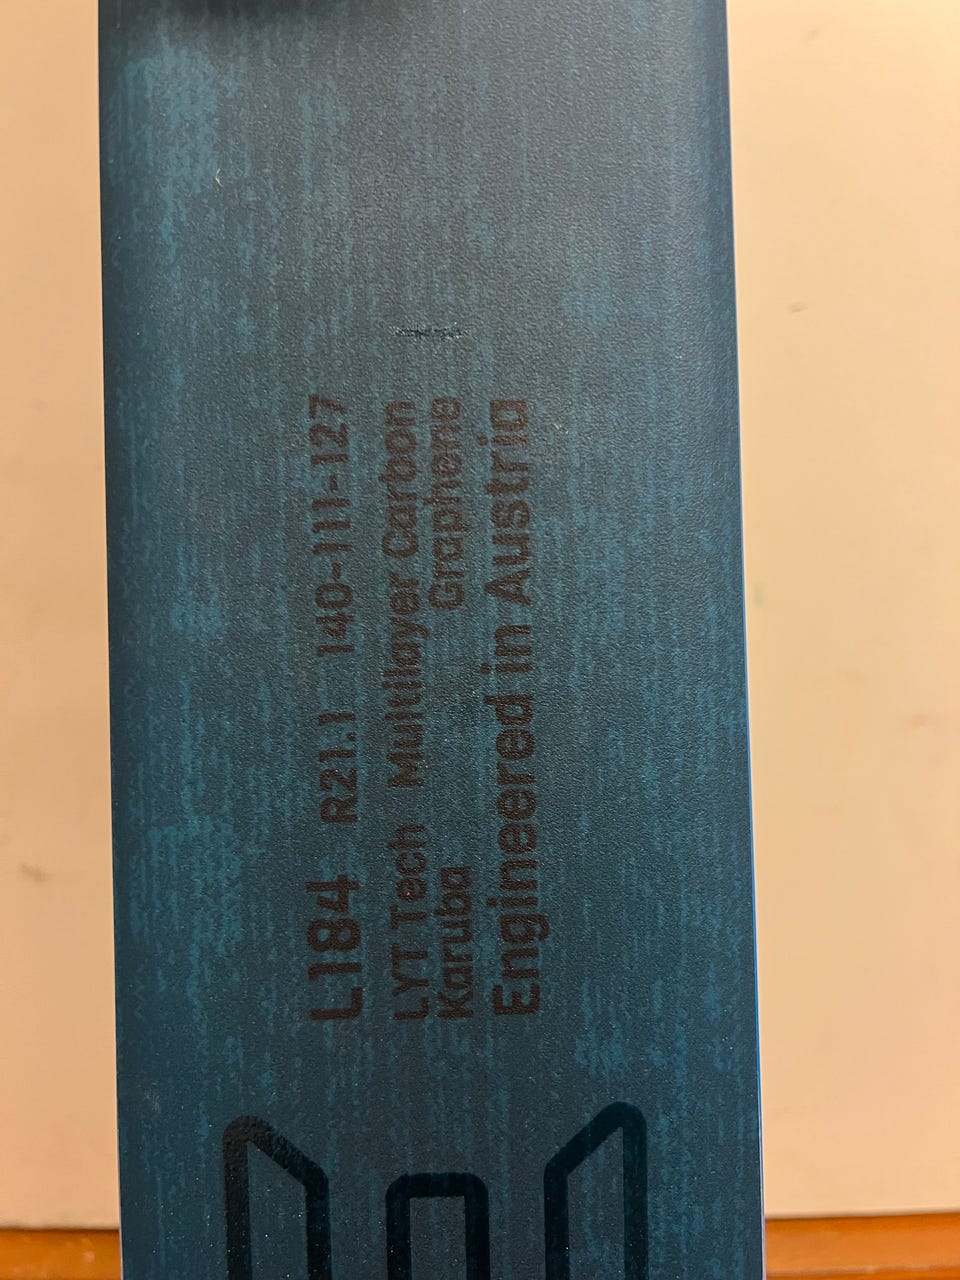 L184 R21.1 140-111-127
LYT Tech Multilayer Carbon
Karuba Graphene
Engineered in Austria